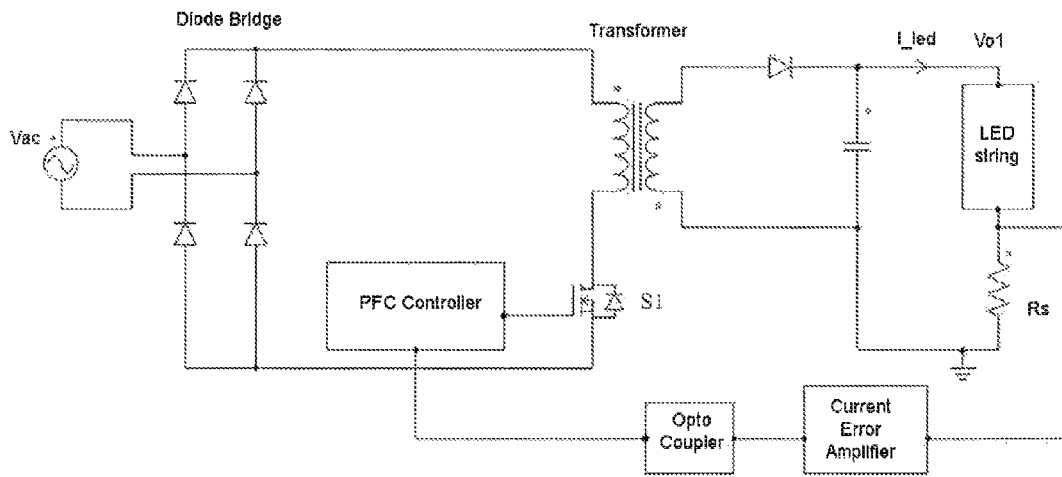 Diode Bridge
Transformer
I_led
Vo1
Vac
LED
string
PFC Controller
S1
Rs
Opto
Coupler
Current
Error
Amplifier